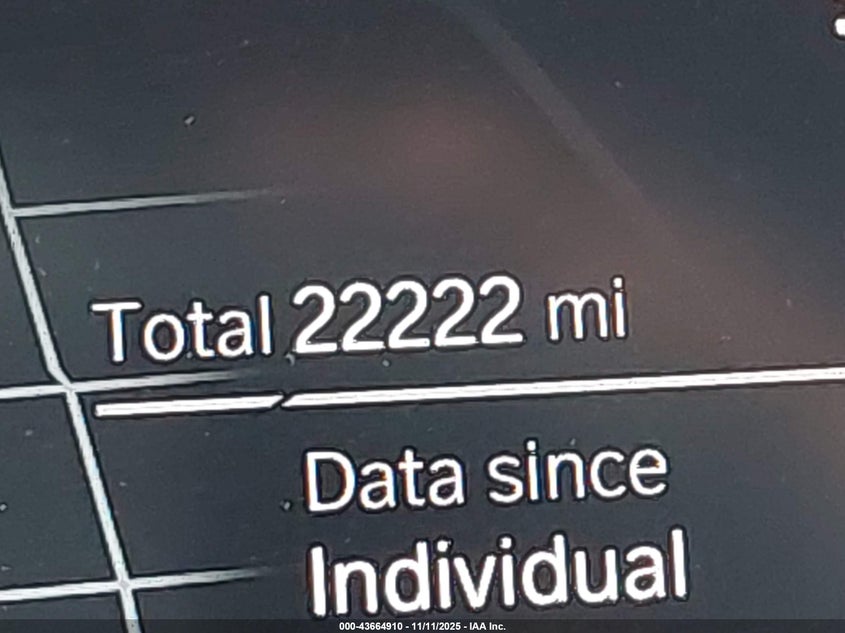 Total 22222 mi
Data since
Individual
000-43664910 - 11/11/2025 - IAA Inc.